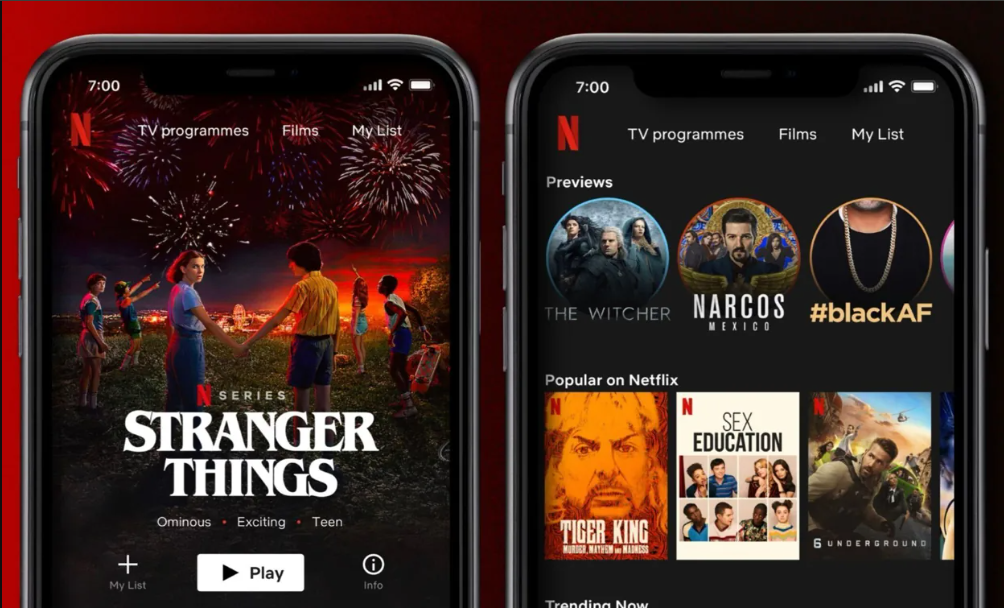 7:00
N
TV programmes Films My List
N SERIES
STRANGER
THINGS
Ominous • Exciting • Teen
My List
Play
Info
7:00
N
TV programmes Films My List
Previews
THE WITCHER
NARCOS
MEXICO
#blackAF
Popular on Netflix
N
TIGER KING
MURDER, MAYHEM AND MADNESS
N
SEX
EDUCATION
N
6 UNDERGROUND
Trending Now